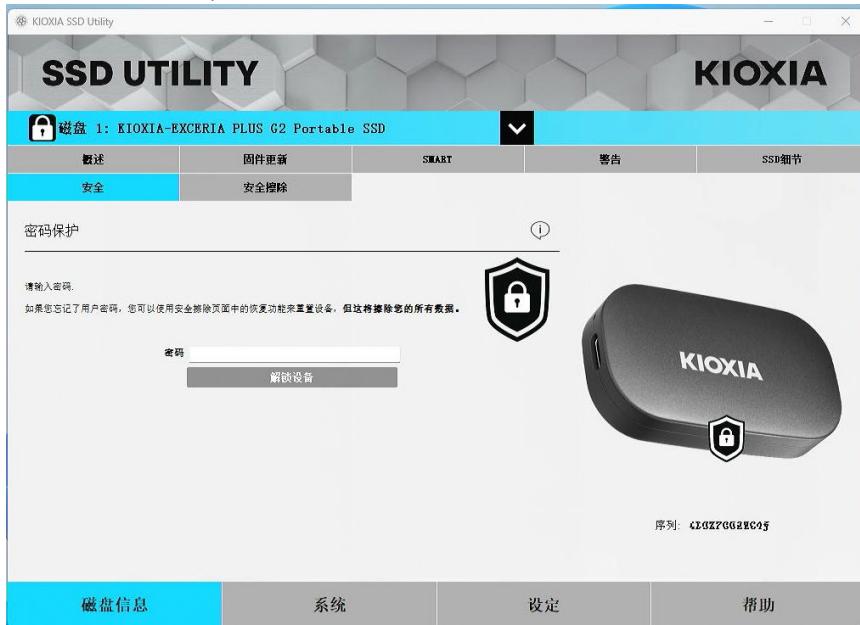 KIOXIA SSD Utility
SSD UTILITY
KIOXIA
磁盘 1: KIOXIA-EXCERIA PLUS G2 Portable SSD
概述 固件更新 SMART 警告 SSD细节
安全 安全擦除
密码保护
请输入密码.
如果您忘记了用户密码，您可以使用安全擦除页面中的恢复功能来重置设备，但这将擦除您的所有数据。
密码
解锁设备
KIOXIA
序列:
磁盘信息 系统 设定 帮助